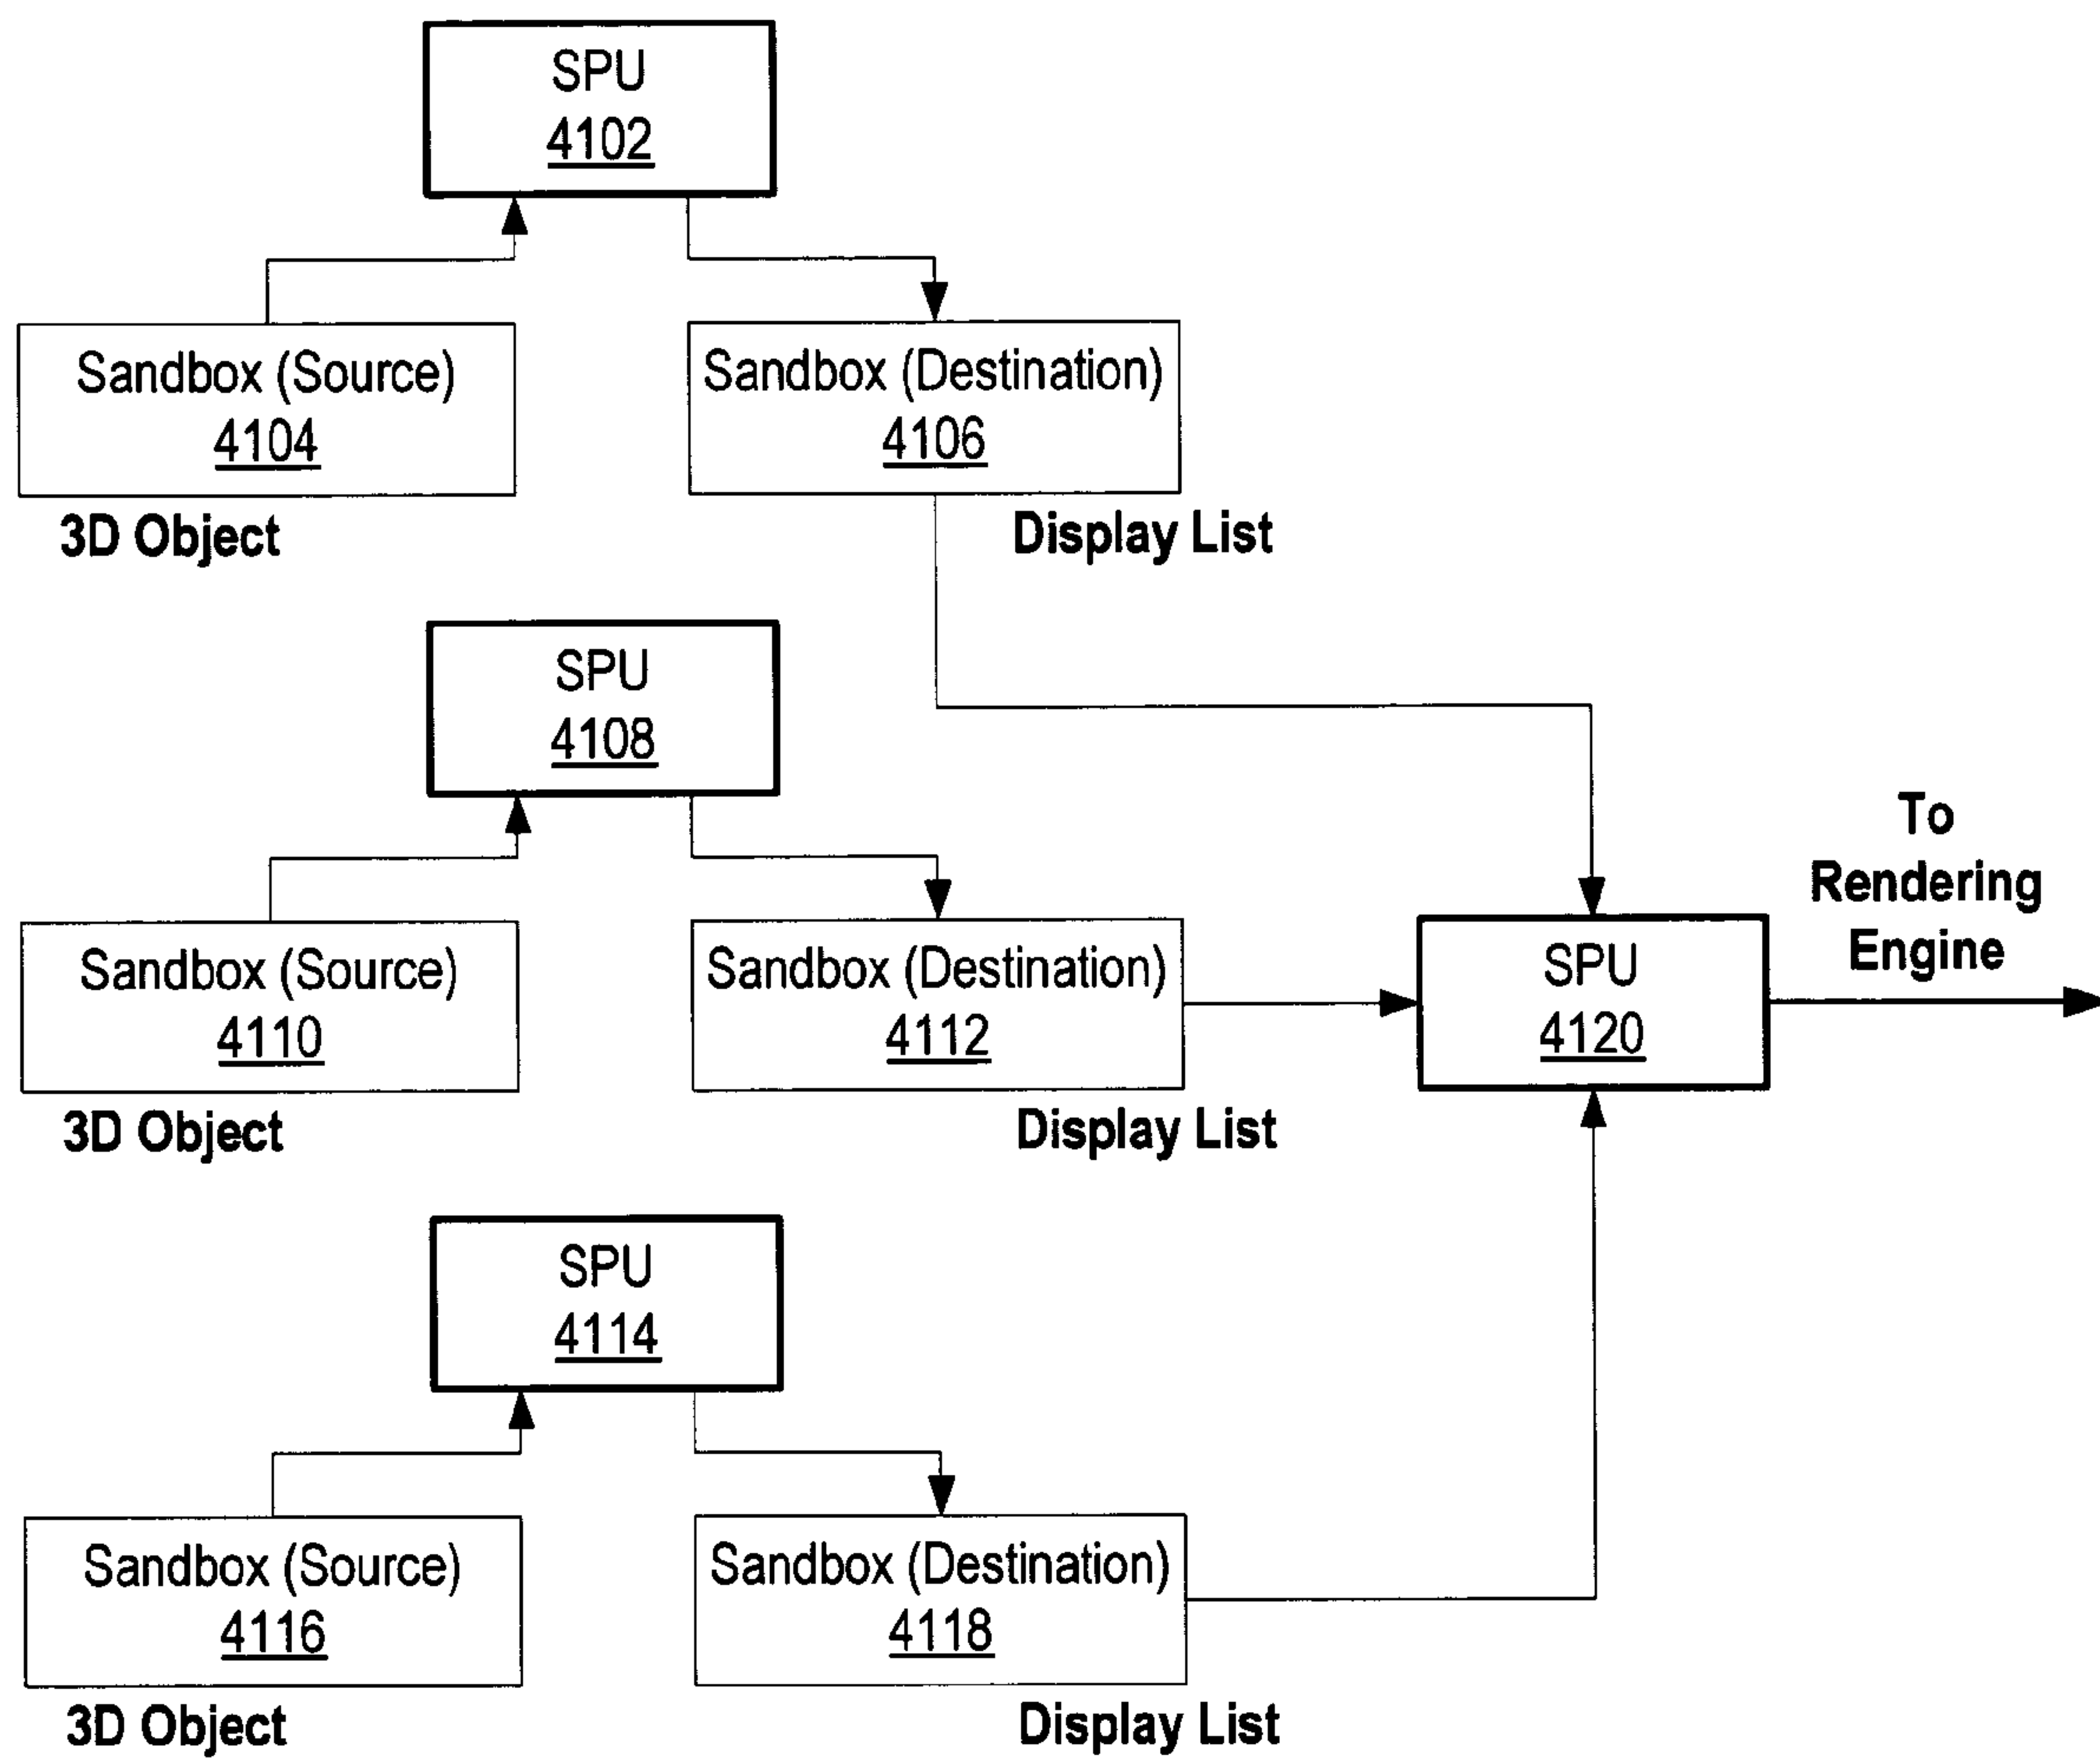 SPU
4102
Sandbox (Source)
4104
3D Object
Sandbox (Destination)
4106
Display List
SPU
4108
Sandbox (Source)
4110
3D Object
Sandbox (Destination)
4112
Display List
SPU
4120
To
Rendering
Engine
SPU
4114
Sandbox (Source)
4116
3D Object
Sandbox (Destination)
4118
Display List